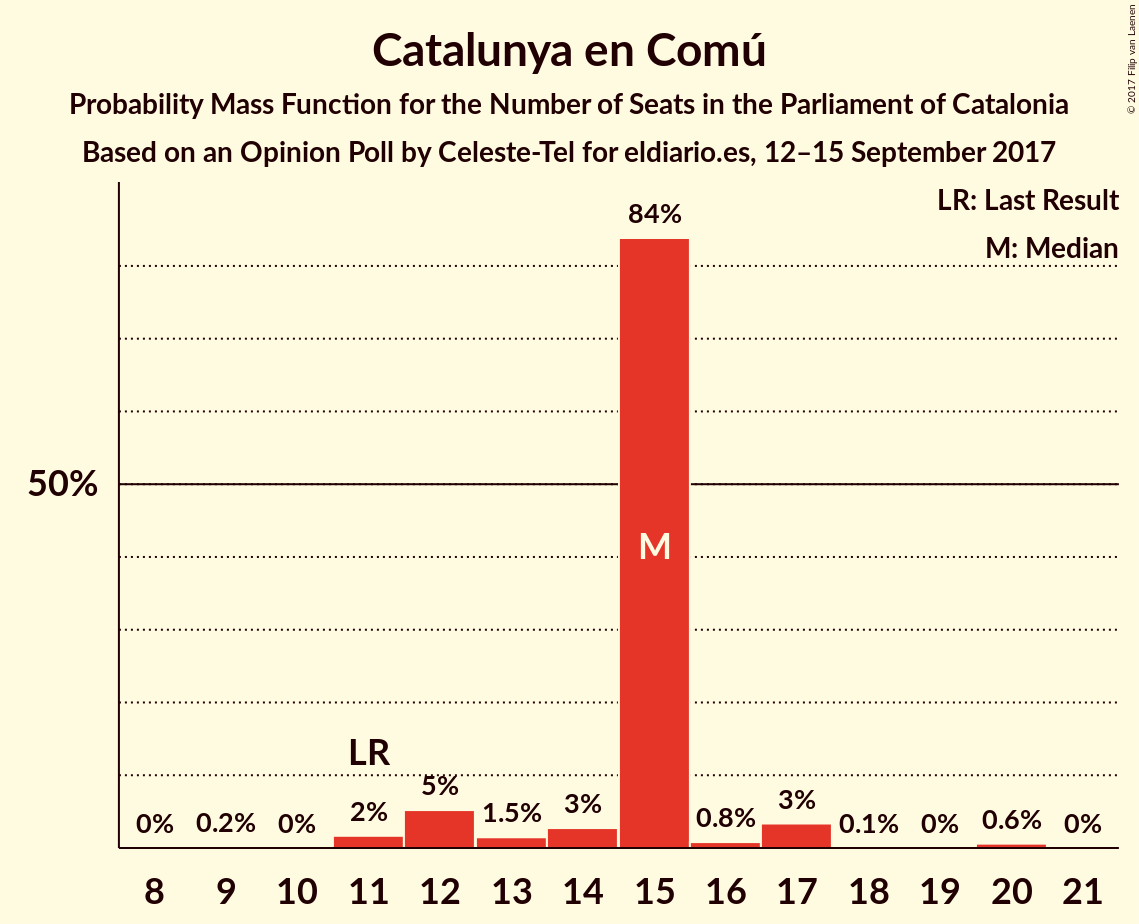 Catalunya en Comú
Probability Mass Function for the Number of Seats in the Parliament of Catalonia
Based on an Opinion Poll by Celeste-Tel for eldiario.es, 12–15 September 2017
© 2017 Filip van Laenen
LR: Last Result
M: Median
84%
50%
M
LR
0% 0.2% 0% 2% 5% 1.5% 3% 0.8% 3% 0.1% 0% 0.6% 0%
8 9 10 11 12 13 14 15 16 17 18 19 20 21